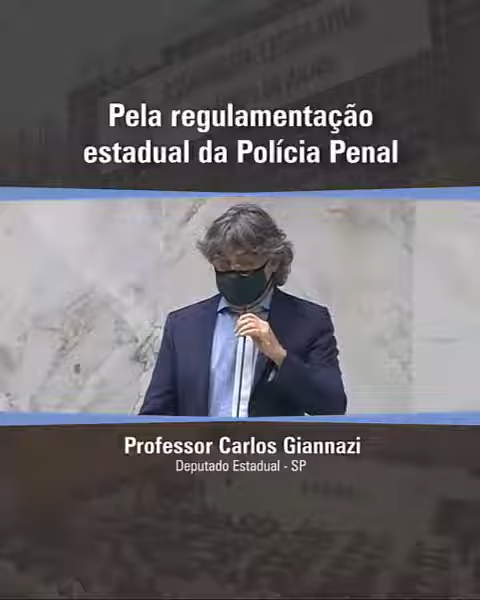 Pela regulamentação
estadual da Polícia Penal
Professor Carlos Giannazi
Deputado Estadual - SP